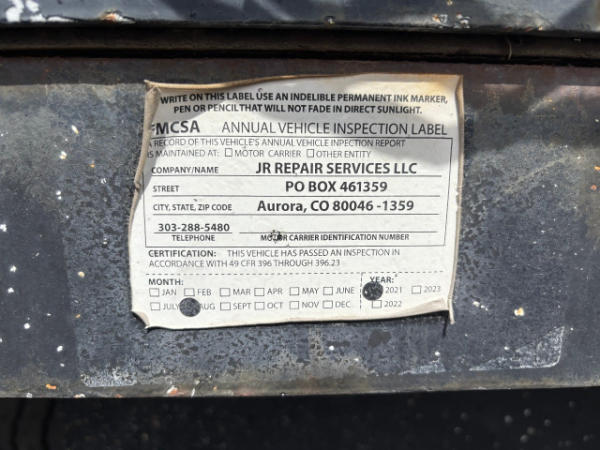 WRITE ON THIS LABEL USE AN INDELIBLE PERMANENT INK MARKER,
PEN OR PENCIL THAT WILL NOT FADE IN DIRECT SUNLIGHT.
FMCSA ANNUAL VEHICLE INSPECTION LABEL
A RECORD OF THIS VEHICLE'S ANNUAL VEHICLE INSPECTION REPORT
IS MAINTAINED AT: ☐ MOTOR CARRIER ☐ OTHER ENTITY
COMPANY/NAME JR REPAIR SERVICES LLC
STREET PO BOX 461359
CITY, STATE, ZIP CODE Aurora, CO 80046 -1359
303-288-5480
TELEPHONE MOTOR CARRIER IDENTIFICATION NUMBER
CERTIFICATION: THIS VEHICLE HAS PASSED AN INSPECTION IN
ACCORDANCE WITH 49 CFR 396 THROUGH 396.23
MONTH: YEAR:
☐ JAN ☐ FEB ☐ MAR ☐ APR ☐ MAY ☐ JUNE 2021 ☐ 2023
☐ JULY AUG ☐ SEPT ☐ OCT ☐ NOV ☐ DEC ☐ 2022